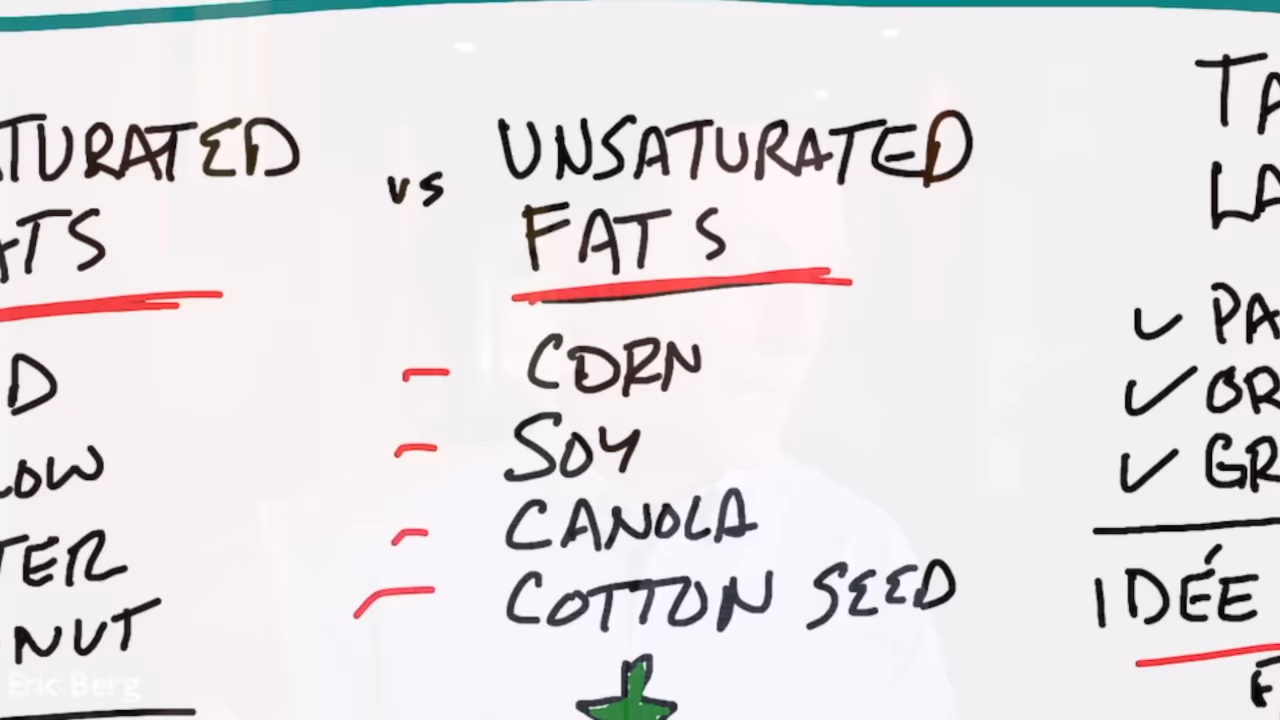 TURATED
ATS
D
LOW
TER
NUT
Eric Berg
vs
UNSATURATED
FATS
CORN
SOY
CANOLA
COTTON SEED
TA
LA
PA
OR
GR
IDÉE